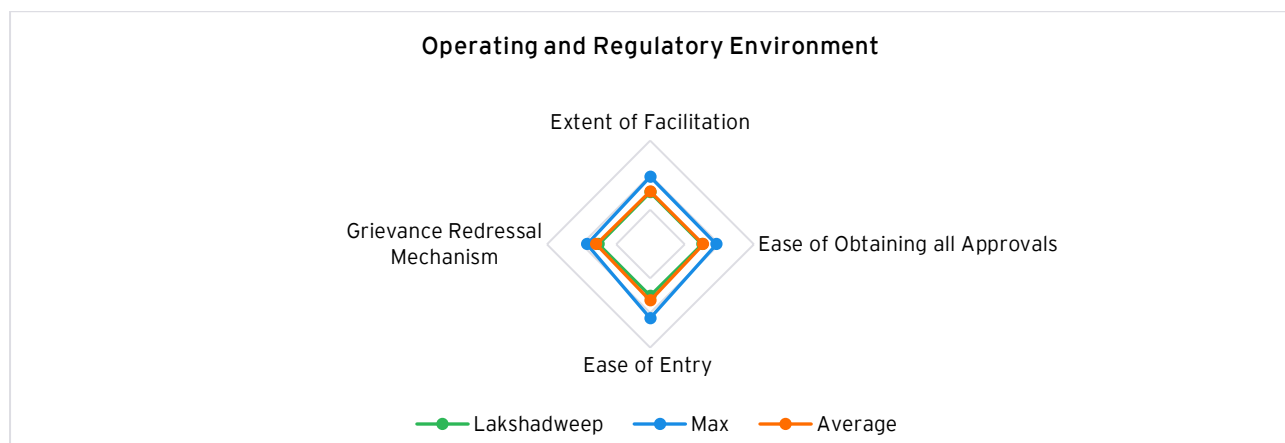 Operating and Regulatory Environment
Extent of Facilitation
Grievance Redressal
Mechanism
Ease of Obtaining all Approvals
Ease of Entry
Lakshadweep
Max
Average